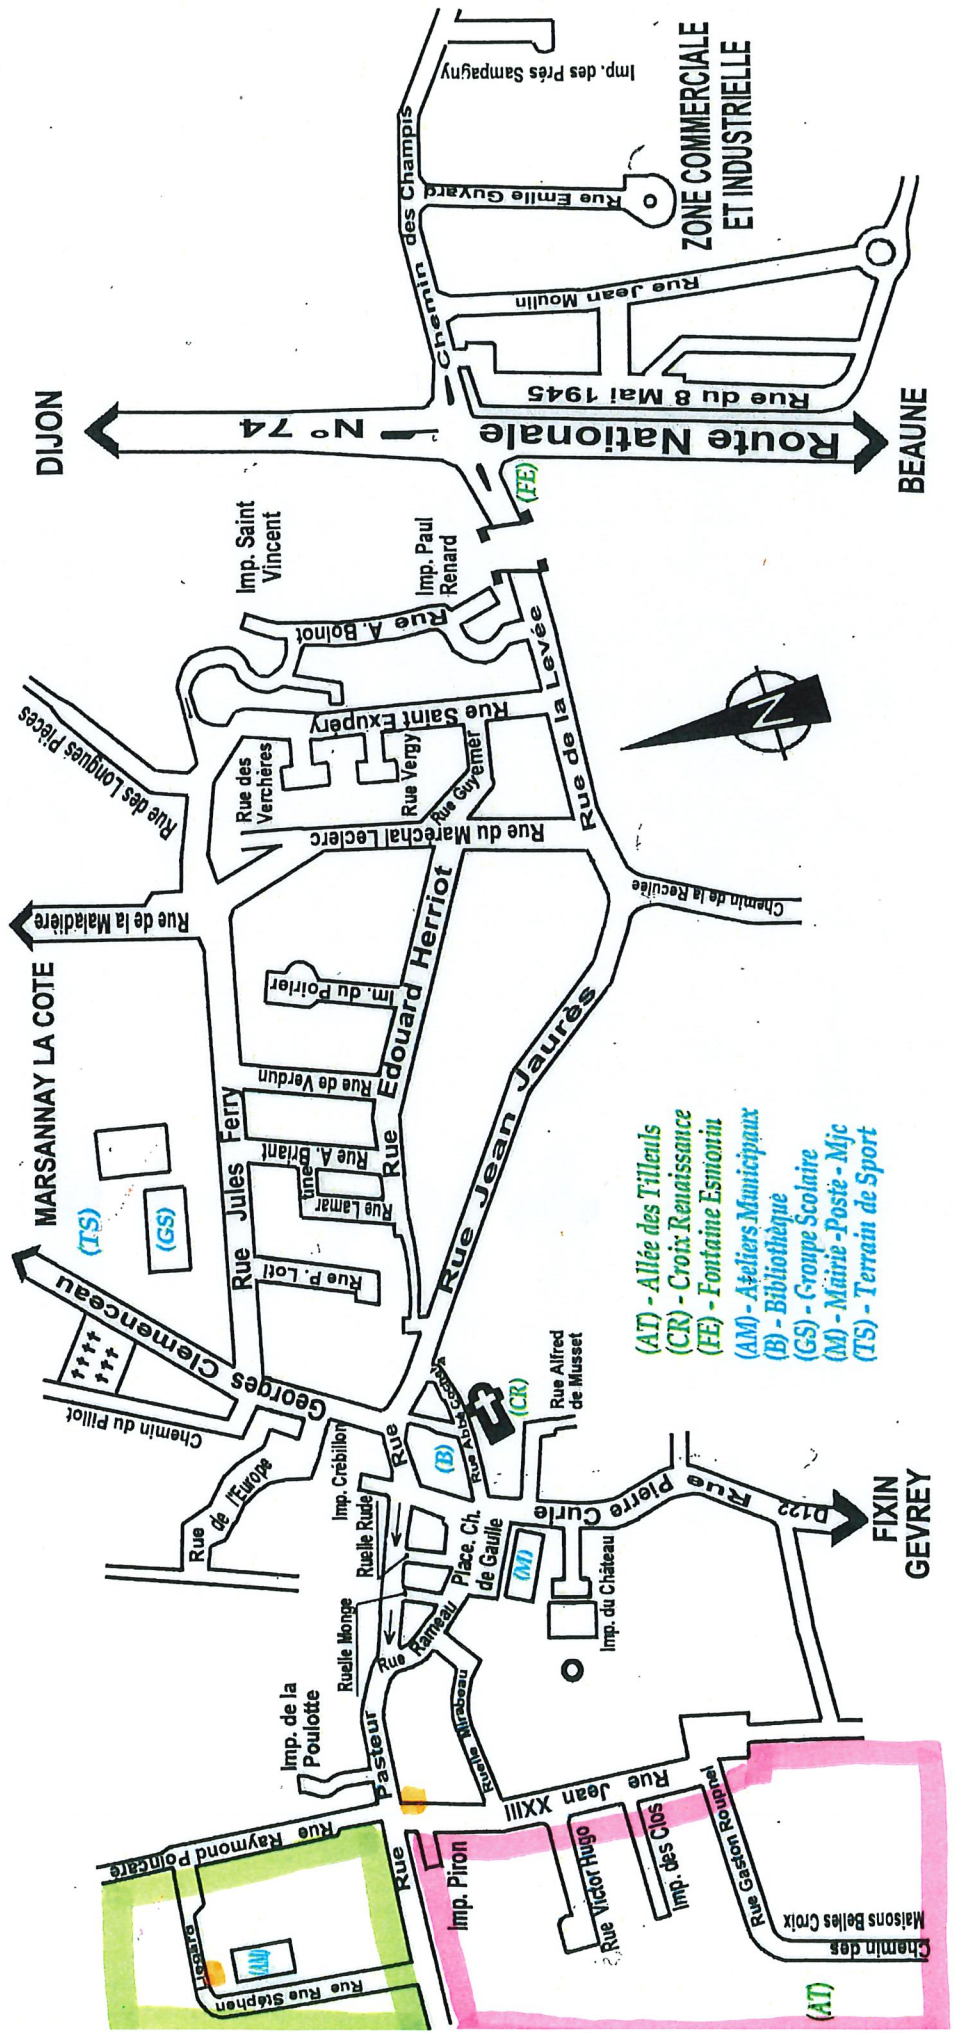 DIJON
N° 74
Route Nationale
BEAUNE
Chemin des Champis
Imp. des Prés Sampagny
Rue Emile Guyard
ZONE COMMERCIALE
ET INDUSTRIELLE
Rue Jean Moulin
Rue du 8 Mai 1945
(FE)
Imp. Saint
Vincent
Imp. Paul
Renard
Rue A. Boinot
Rue Saint Exupéry
Rue de la Levée
Rue des Longues Pièces
Rue des
Verchères
Rue Vergy
Rue Guyemer
Rue du Maréchal Leclerc
Chemin de la Reculée
N
Rue de la Maladière
MARSANNAY LA COTE
Im. du Poirier
Rue Edouard Herriot
Rue de Verdun
Rue Jules Ferry
Rue A. Briant
Rue Lamar
tine
Rue P. Loti
Rue Jean Jaurès
(TS)
(GS)
Georges Clemenceau
Chemin du Pillot
Rue
de l'Europe
(AT) - Allée des Tilleuls
(CR) - Croix Renaissance
(FE) - Fontaine Esmonin
(AM) - Ateliers Municipaux
(B) - Bibliothèque
(GS) - Groupe Scolaire
(M) - Mairie - Poste - Mjc
(TS) - Terrain de Sport
Imp. Crébillon
Ruelle Rude
Ruelle Monge
Rue
(B)
(CR)
Rue Alfred
de Musset
Place. Ch.
de Gaulle
(M)
Rue Pierre Curie
D122
FIXIN
GEVREY
Imp. du Château
Rue Rameau
Ruelle Mirabeau
Imp. de la
Poulotte
Rue Pasteur
Rue Raymond Poincaré
Rue Jean XXIII
Imp. Piron
Rue Victor Hugo
Imp. des Clos
Rue Gaston Roupnel
Chemin des
Maisons Belles Croix
(AT)
(AM)
Rue Rue Stéphen
Liégeard